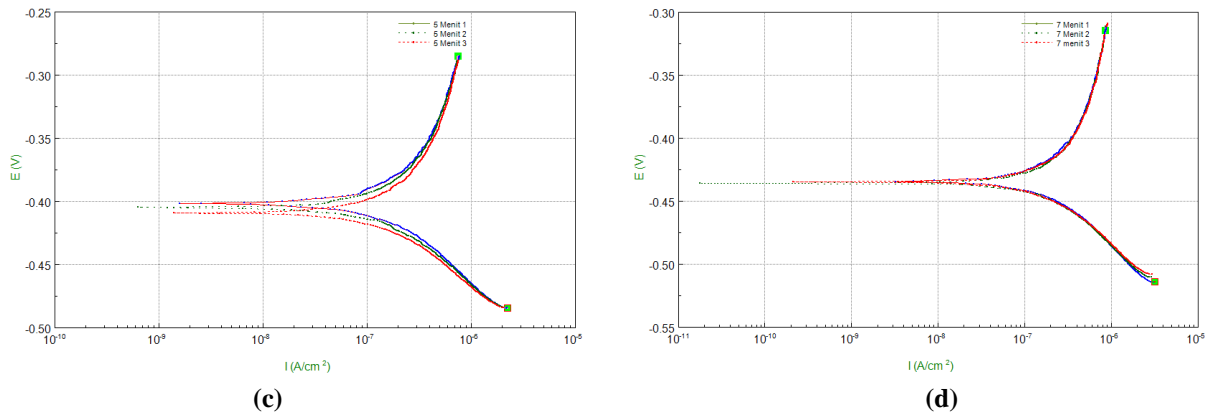 -0.25
-0.30
-0.35
-0.40
-0.45
-0.50
E (V)
5 Menit 1
5 Menit 2
5 Menit 3
10^-10
10^-9
10^-8
10^-7
10^-6
10^-5
I (A/cm^2)
(c)
-0.30
-0.35
-0.40
-0.45
-0.50
-0.55
E (V)
7 Menit 1
7 Menit 2
7 menit 3
10^-11
10^-10
10^-9
10^-8
10^-7
10^-6
10^-5
I (A/cm^2)
(d)